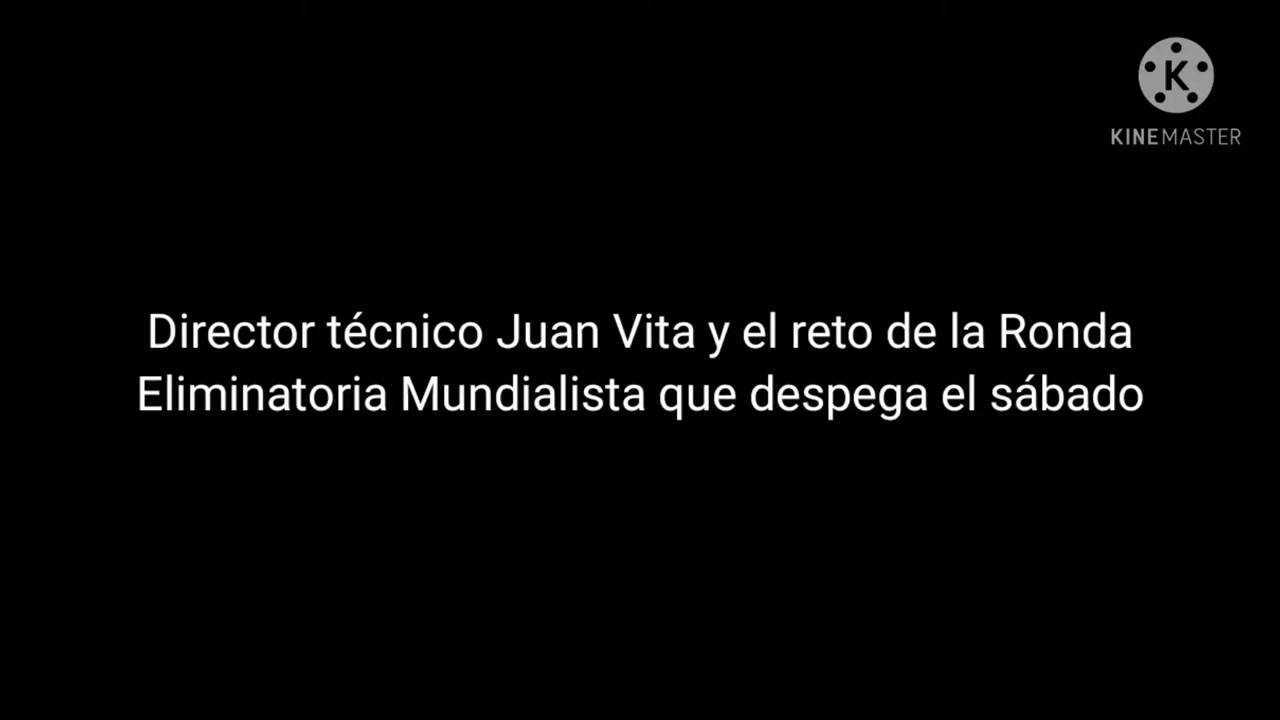 KINEMASTER
Director técnico Juan Vita y el reto de la Ronda
Eliminatoria Mundialista que despega el sábado